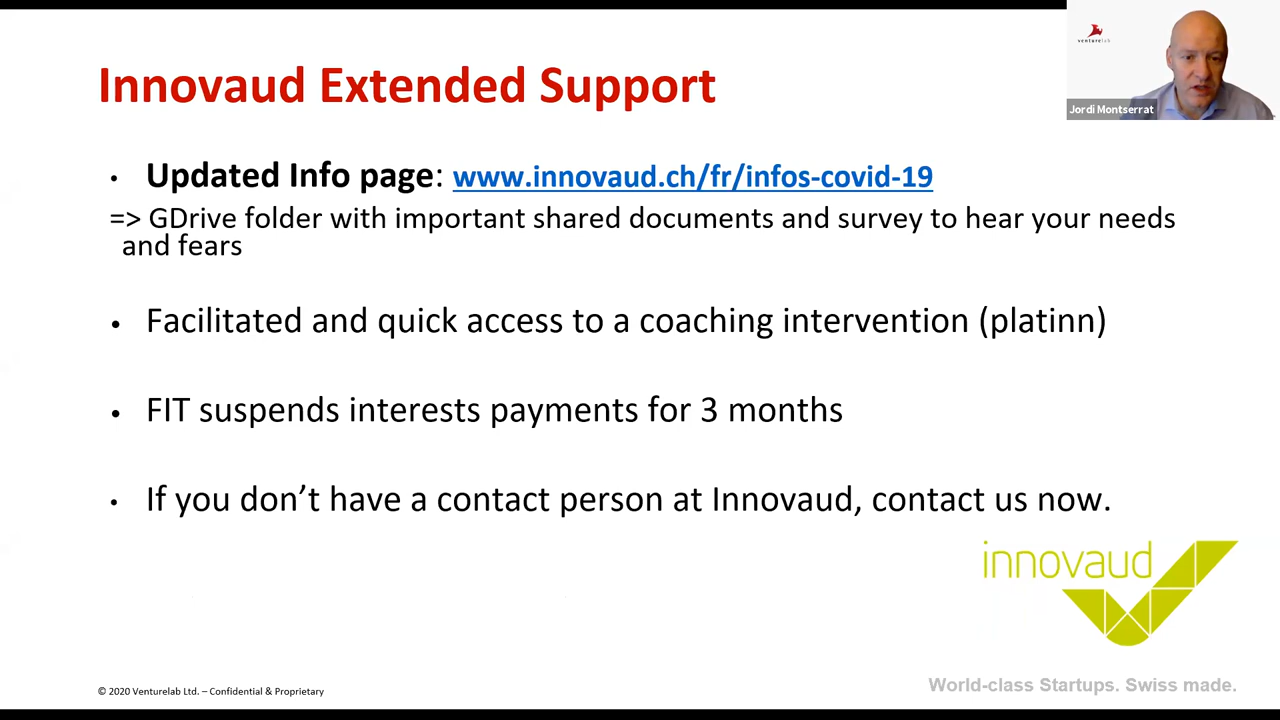 Innovaud Extended Support
venturelab
Jordi Montserrat
• Updated Info page: www.innovaud.ch/fr/infos-covid-19
=> GDrive folder with important shared documents and survey to hear your needs
and fears
• Facilitated and quick access to a coaching intervention (platinn)
• FIT suspends interests payments for 3 months
• If you don’t have a contact person at Innovaud, contact us now.
innovaud
© 2020 Venturelab Ltd. – Confidential & Proprietary
World-class Startups. Swiss made.